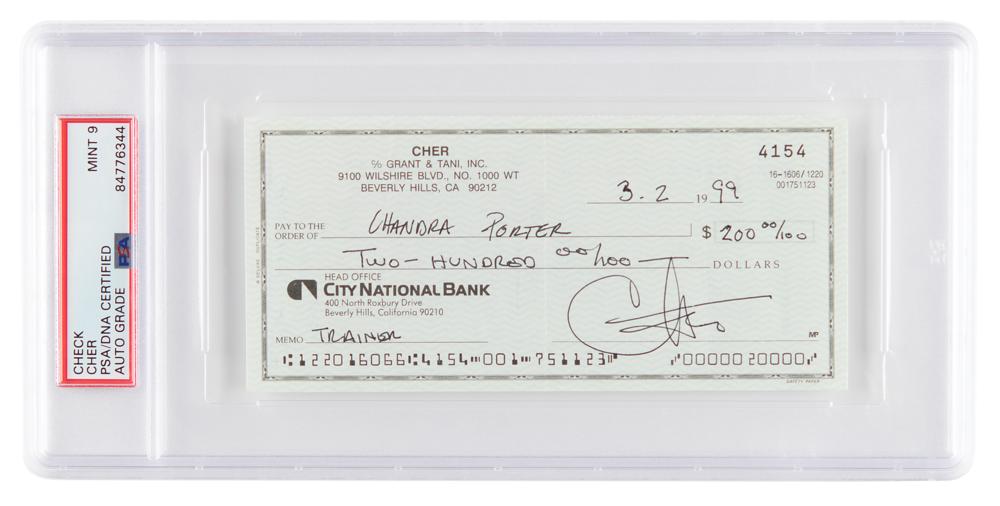 CHECK
CHER
PSA/DNA CERTIFIED
AUTO GRADE
MINT 9
84776344
PSA
CHER
℅ GRANT & TANI, INC.
9100 WILSHIRE BLVD., NO. 1000 WT
BEVERLY HILLS, CA 90212
4154
16-1606/1220
001751123
3.2 19 99
PAY TO THE
ORDER OF CHANDRA PORTER $ 200 00/100
TWO-HUNDRED 00/100 DOLLARS
HEAD OFFICE
CITY NATIONAL BANK
400 North Roxbury Drive
Beverly Hills, California 90210
MEMO TRAINER
Cher
MP
⑆122016066⑆4154⑈001⑈751123⑈ ⑈0000020000⑈
SAFETY PAPER